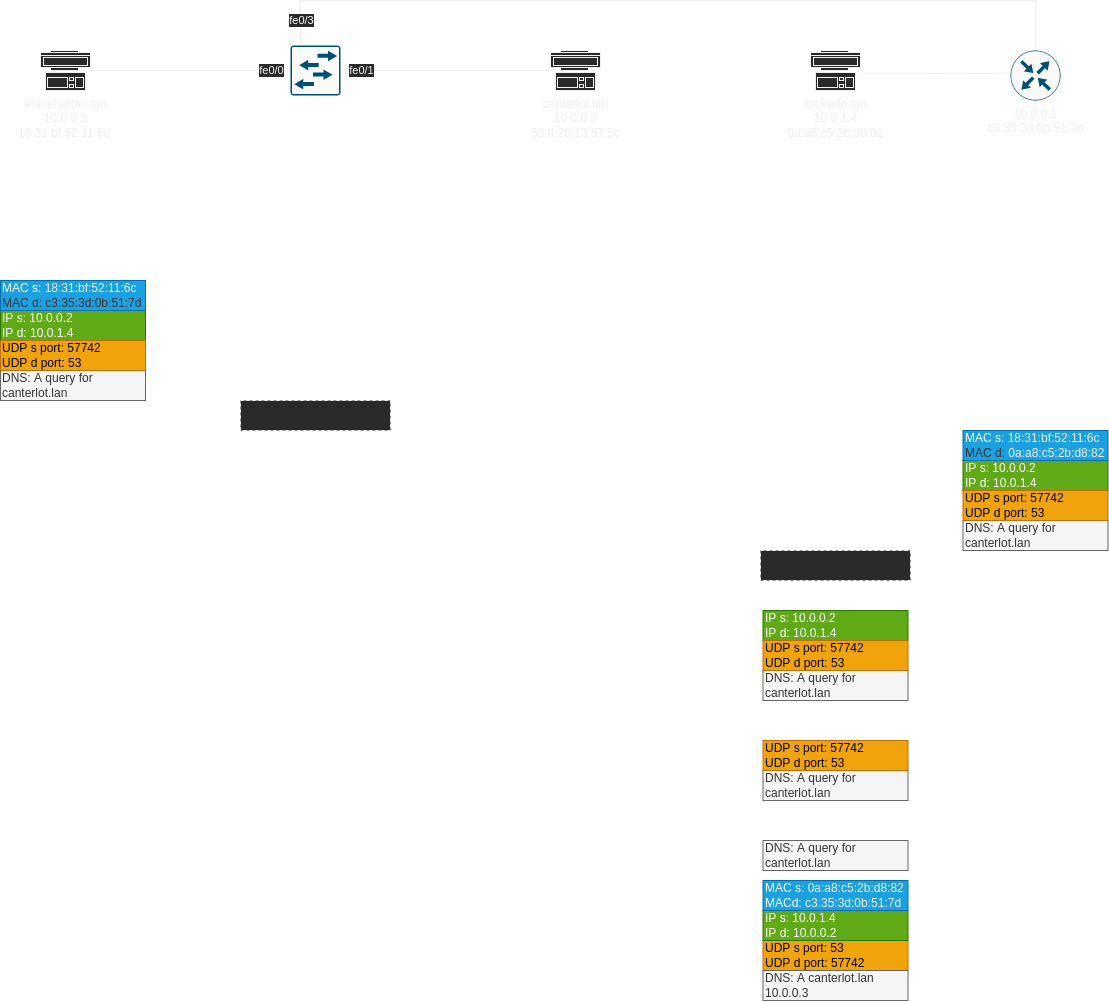 fe0/3
fe0/0
fe0/1
manehattan.lan
10.0.0.2
18:31:bf:52:11:6c
canterlot.lan
10.0.0.3
50:ff:20:13:57:5c
rockville.lan
10.0.1.4
0a:a8:c5:2b:d8:82
10.0.0.1
c3:35:3d:0b:51:7d
MAC s: 18:31:bf:52:11:6c
MAC d: c3:35:3d:0b:51:7d
IP s: 10.0.0.2
IP d: 10.0.1.4
UDP s port: 57742
UDP d port: 53
DNS: A query for
canterlot.lan
MAC s: 18:31:bf:52:11:6c
MAC d: 0a:a8:c5:2b:d8:82
IP s: 10.0.0.2
IP d: 10.0.1.4
UDP s port: 57742
UDP d port: 53
DNS: A query for
canterlot.lan
IP s: 10.0.0.2
IP d: 10.0.1.4
UDP s port: 57742
UDP d port: 53
DNS: A query for
canterlot.lan
UDP s port: 57742
UDP d port: 53
DNS: A query for
canterlot.lan
DNS: A query for
canterlot.lan
MAC s: 0a:a8:c5:2b:d8:82
MACd: c3:35:3d:0b:51:7d
IP s: 10.0.1.4
IP d: 10.0.0.2
UDP s port: 53
UDP d port: 57742
DNS: A canterlot.lan
10.0.0.3